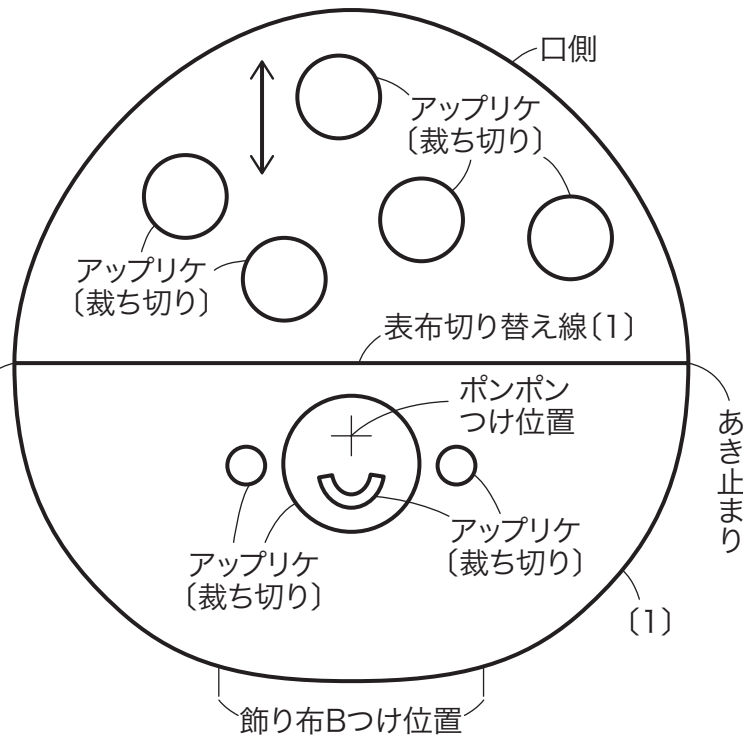 口側
アップリケ
〔裁ち切り〕
アップリケ
〔裁ち切り〕
表布切り替え線〔1〕
ポンポン
つけ位置
あき止まり
アップリケ
〔裁ち切り〕
アップリケ
〔裁ち切り〕
〔1〕
飾り布Bつけ位置